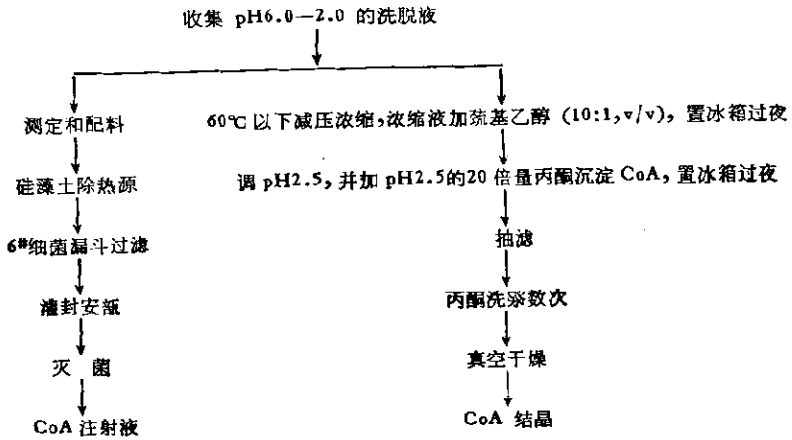 收集 pH6.0—2.0 的洗脱液
测定和配料
硅藻土除热源
6#细菌漏斗过滤
灌封安瓿
灭 菌
CoA 注射液
60℃以下减压浓缩,浓缩液加巯基乙醇 (10:1,v/v), 置冰箱过夜
调 pH2.5, 并加 pH2.5的20 倍量丙酮沉淀 CoA, 置冰箱过夜
抽滤
丙酮洗涤数次
真空干燥
CoA 结晶